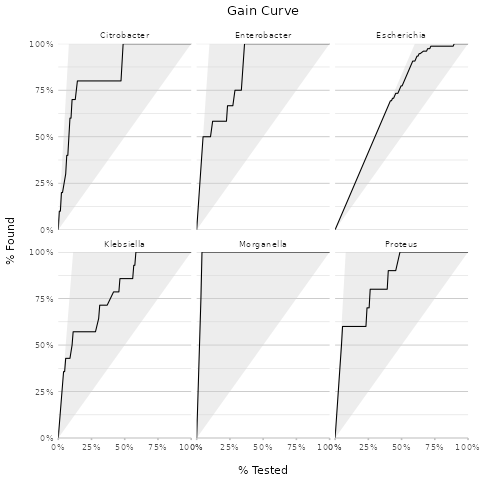 Gain Curve
Citrobacter Enterobacter Escherichia
100%
75%
50%
25%
0%
Klebsiella Morganella Proteus
100%
75%
50%
25%
0%
0% 25% 50% 75% 100% 0% 25% 50% 75% 100% 0% 25% 50% 75% 100%
% Found
% Tested